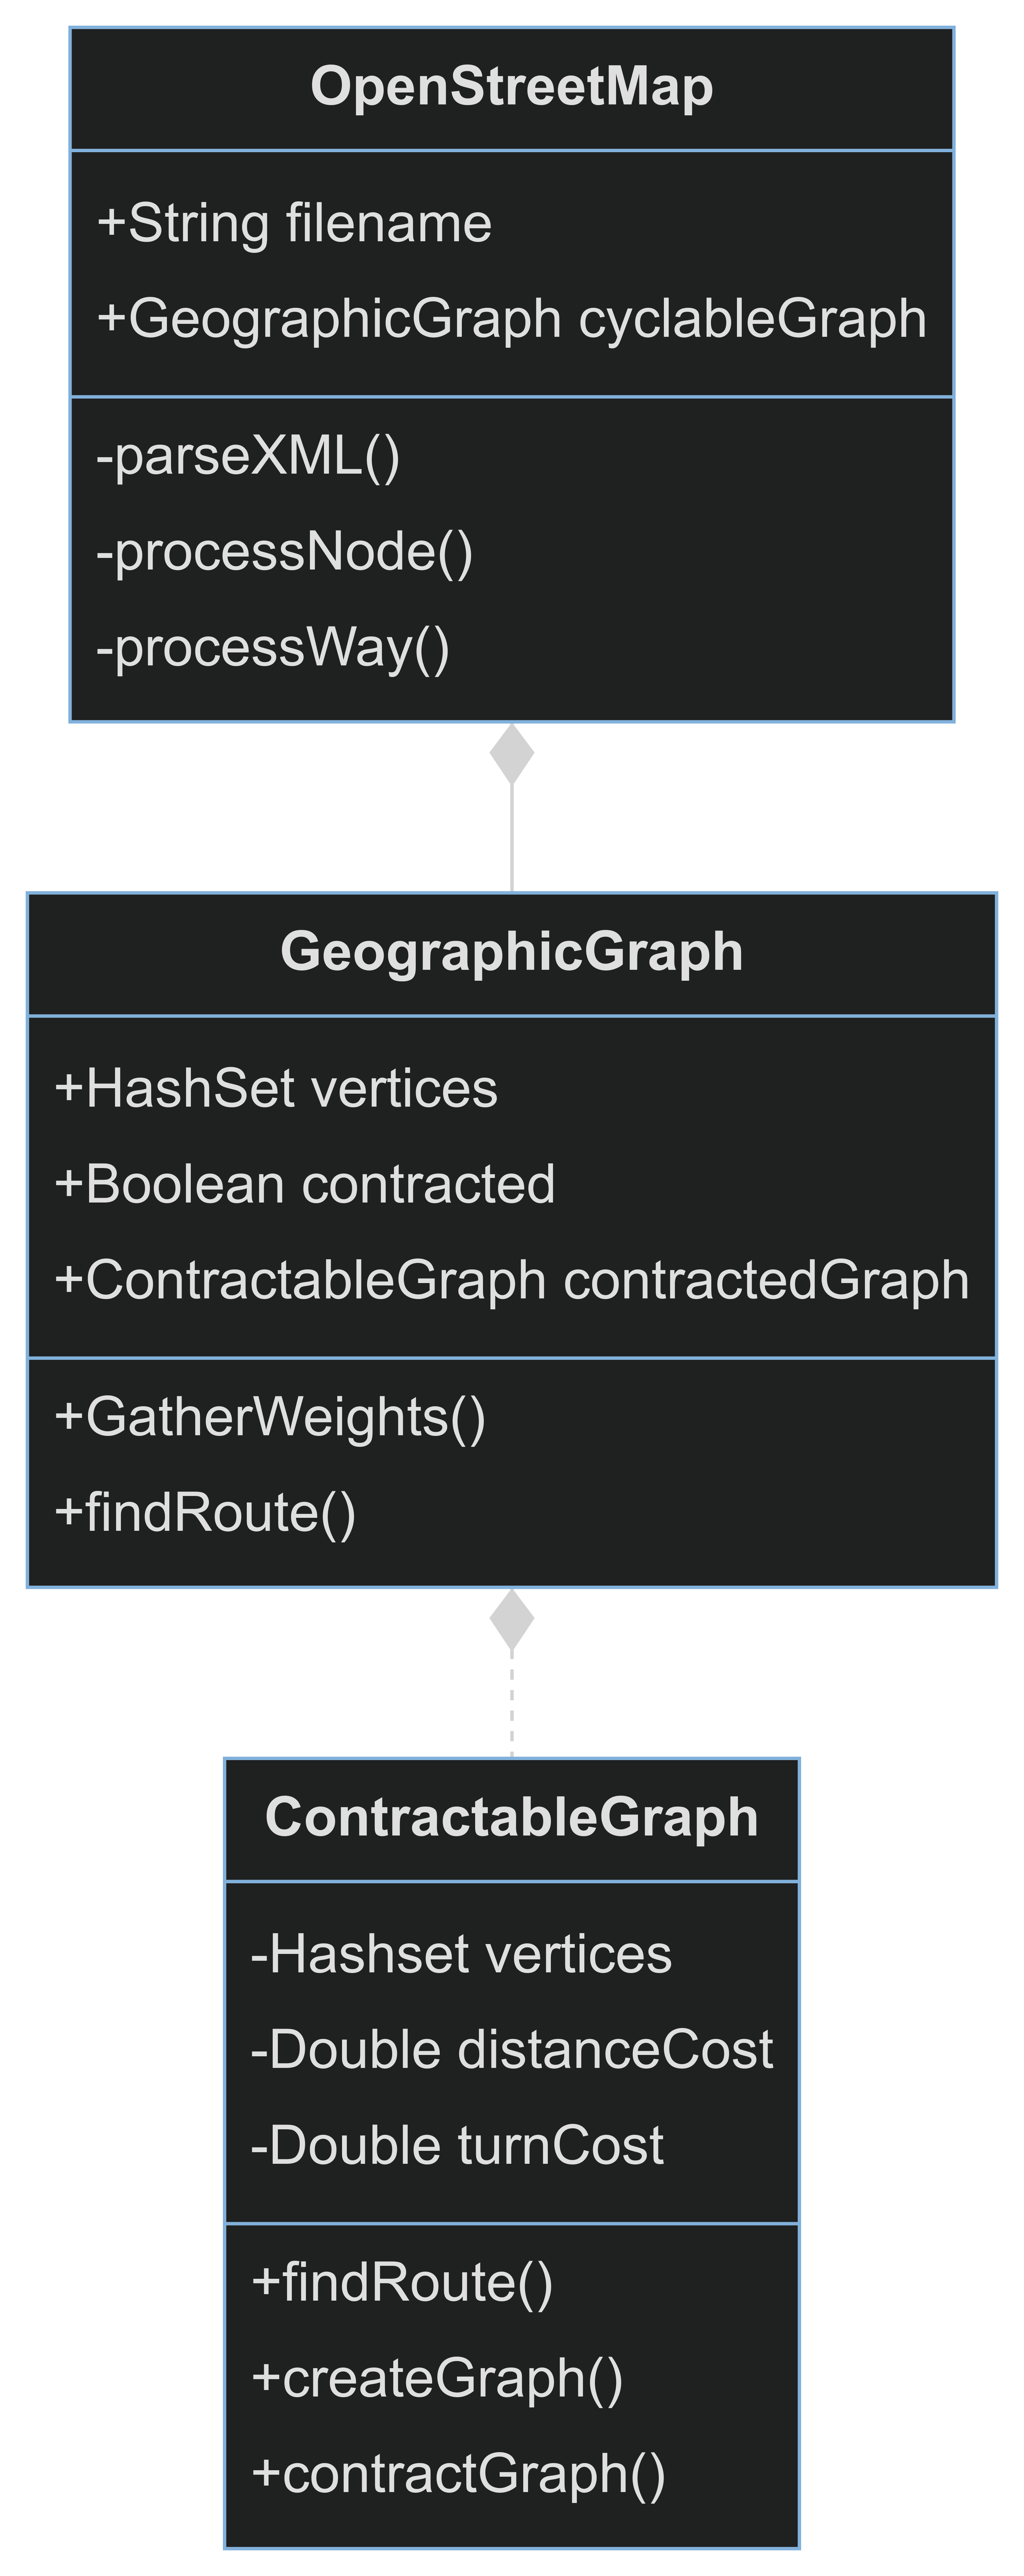 OpenStreetMap
+String filename
+GeographicGraph cyclableGraph
-parseXML()
-processNode()
-processWay()
GeographicGraph
+HashSet vertices
+Boolean contracted
+ContractableGraph contractedGraph
+GatherWeights()
+findRoute()
ContractableGraph
-Hashset vertices
-Double distanceCost
-Double turnCost
+findRoute()
+createGraph()
+contractGraph()